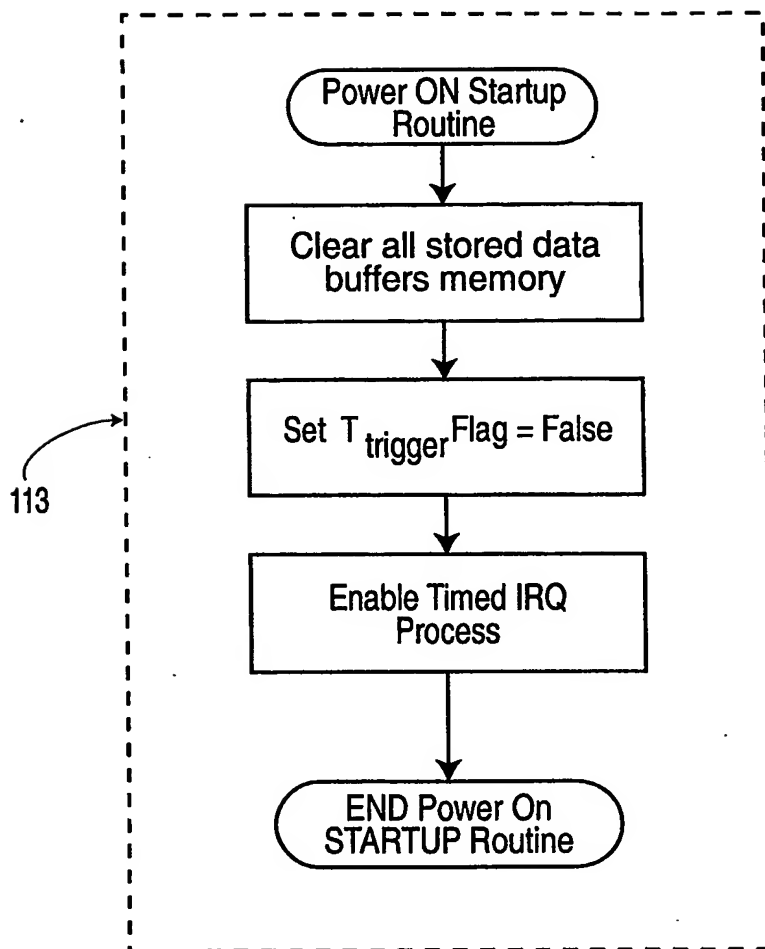 Power ON Startup
Routine
Clear all stored data
buffers memory
Set T trigger Flag = False
113
Enable Timed IRQ
Process
END Power On
STARTUP Routine